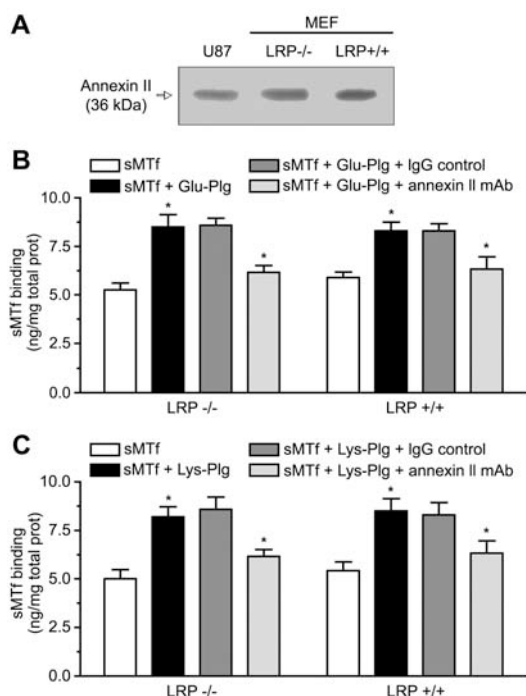 A
MEF
U87 LRP-/- LRP+/+
Annexin II
(36 kDa)
B
sMTf sMTf + Glu-Plg + IgG control
sMTf + Glu-Plg sMTf + Glu-Plg + annexin II mAb
10.0
* *
7.5
* *
5.0
2.5
0.0
sMTf binding
(ng/mg total prot)
LRP -/- LRP +/+
C
sMTf sMTf + Lys-Plg + IgG control
sMTf + Lys-Plg sMTf + Lys-Plg + annexin II mAb
10.0
* *
7.5
* *
5.0
2.5
0.0
sMTf binding
(ng/mg total prot)
LRP -/- LRP +/+